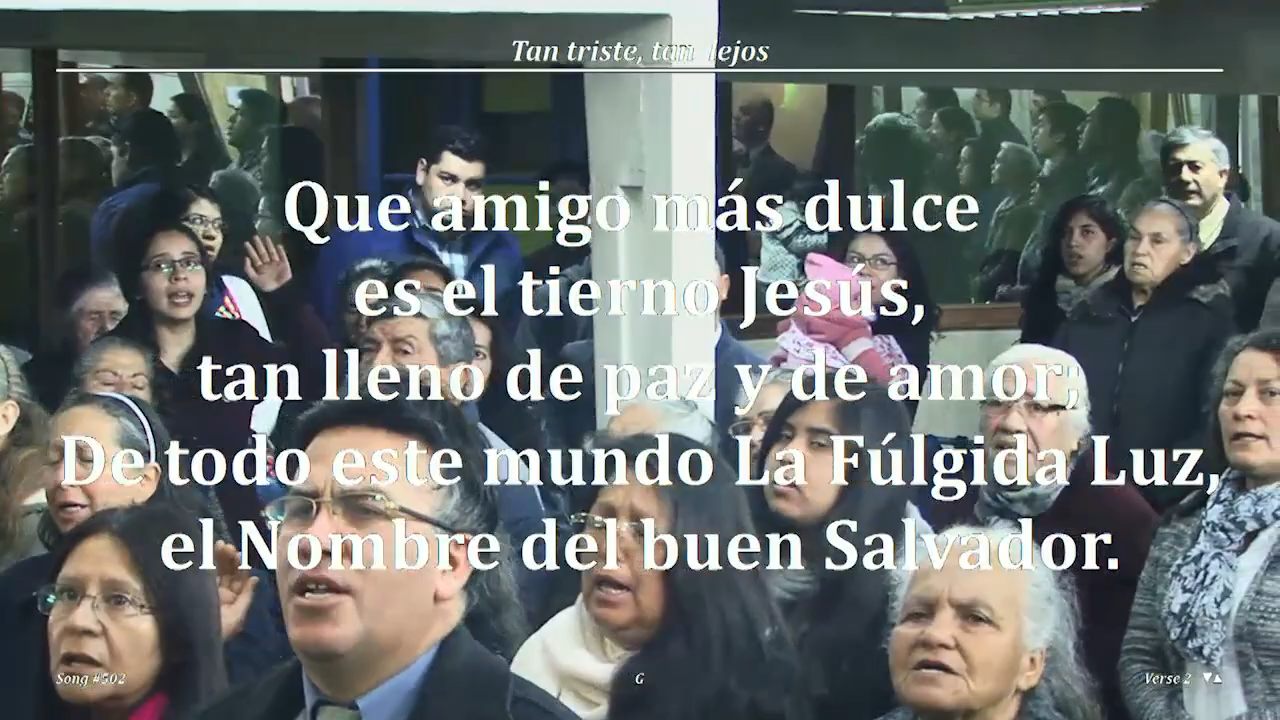 Tan triste, tan lejos
Que amigo más dulce
es el tierno Jesús,
tan lleno de paz y de amor;
De todo este mundo La Fúlgida Luz,
el Nombre del buen Salvador.
Song #502
G
Verse 2 ▼▲